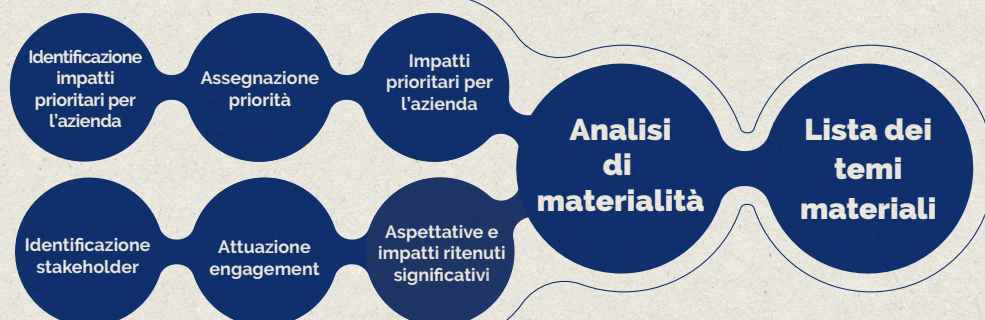 Identificazione
impatti
prioritari per
l'azienda
Assegnazione
priorità
Impatti
prioritari per
l'azienda
Identificazione
stakeholder
Attuazione
engagement
Aspettative e
impatti ritenuti
significativi
Analisi
di
materialità
Lista dei
temi
materiali